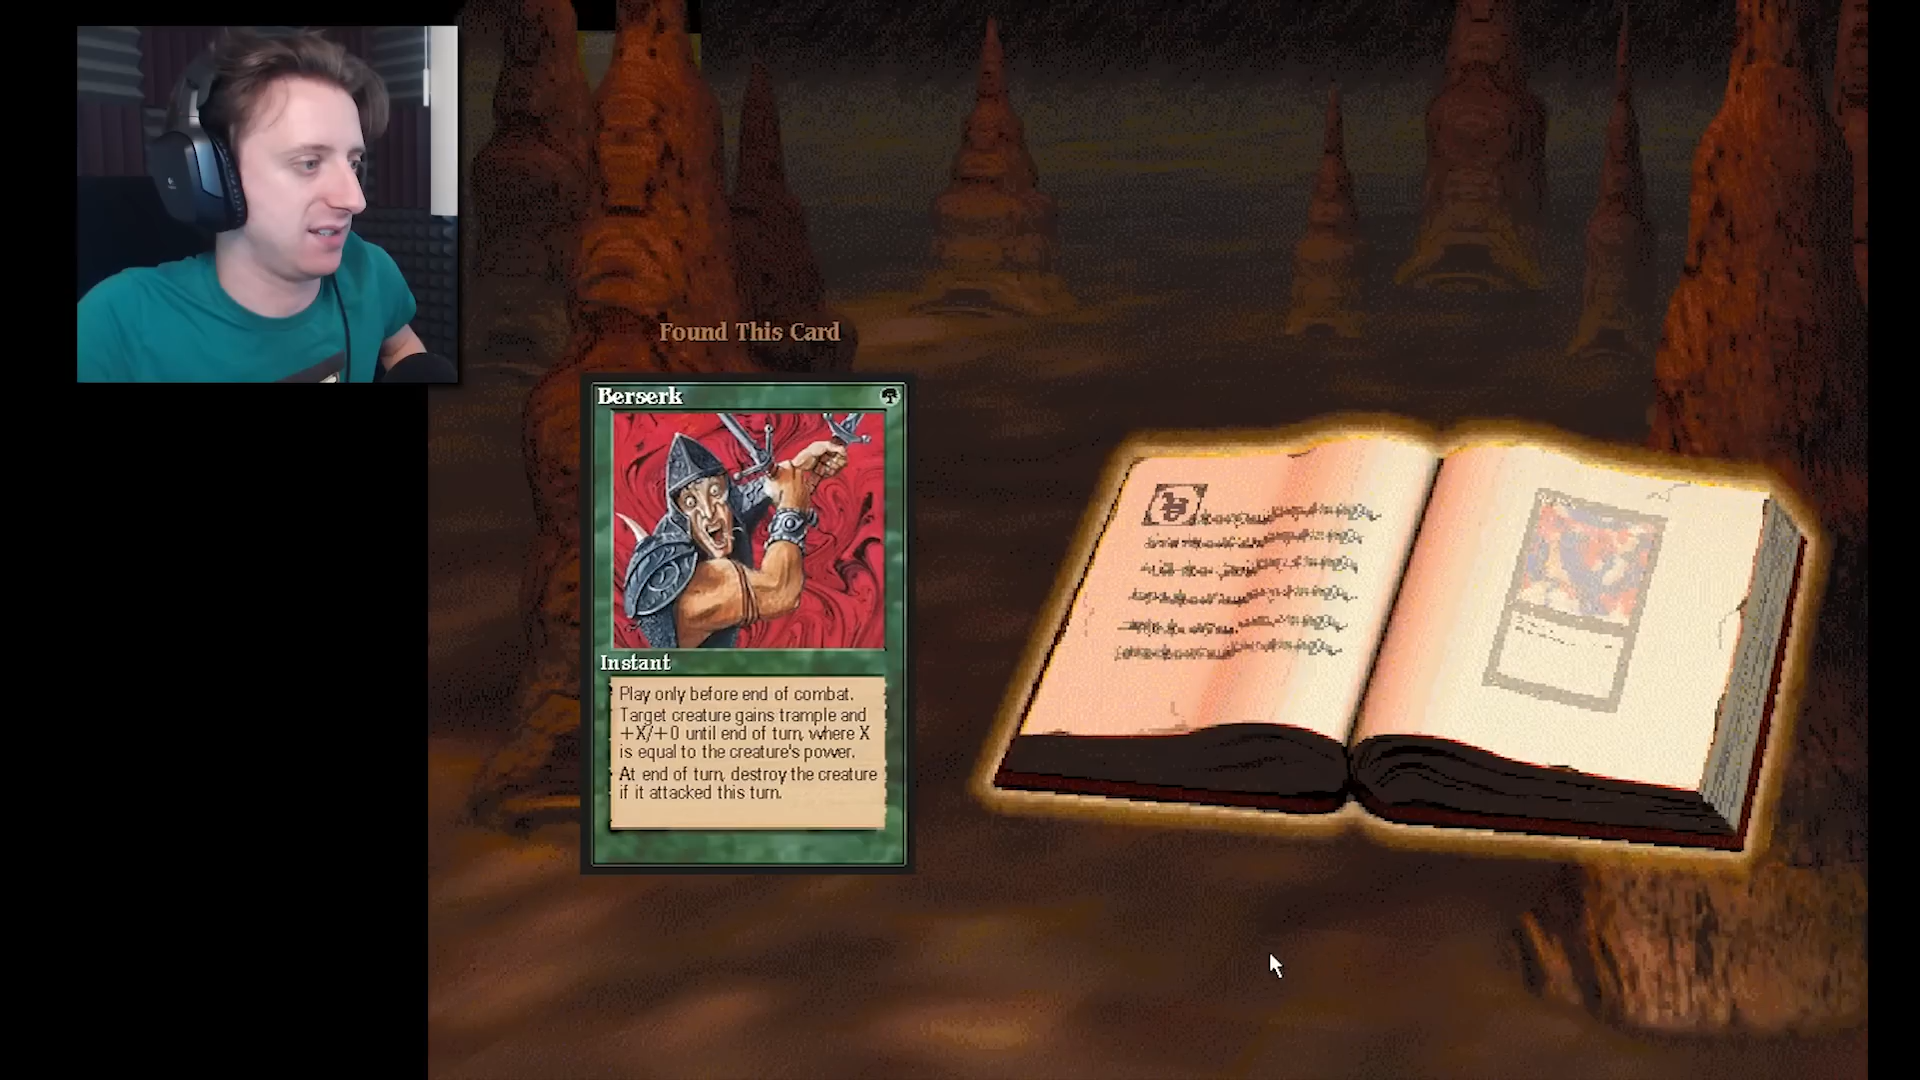 Found This Card
Berserk
Instant
Play only before end of combat.
Target creature gains trample and
+X/+0 until end of turn, where X
is equal to the creature's power.
At end of turn, destroy the creature
if it attacked this turn.